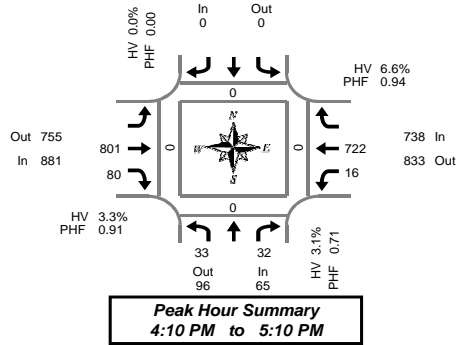 In Out
0 0
HV 0.0%
PHF 0.00
HV 6.6%
PHF 0.94
0
Out 755
In 881
801
80
0
N
W E
S
0
722
16
738 In
833 Out
HV 3.3%
PHF 0.91
0
33 32
Out In
96 65
HV 3.1%
PHF 0.71
Peak Hour Summary
4:10 PM to 5:10 PM